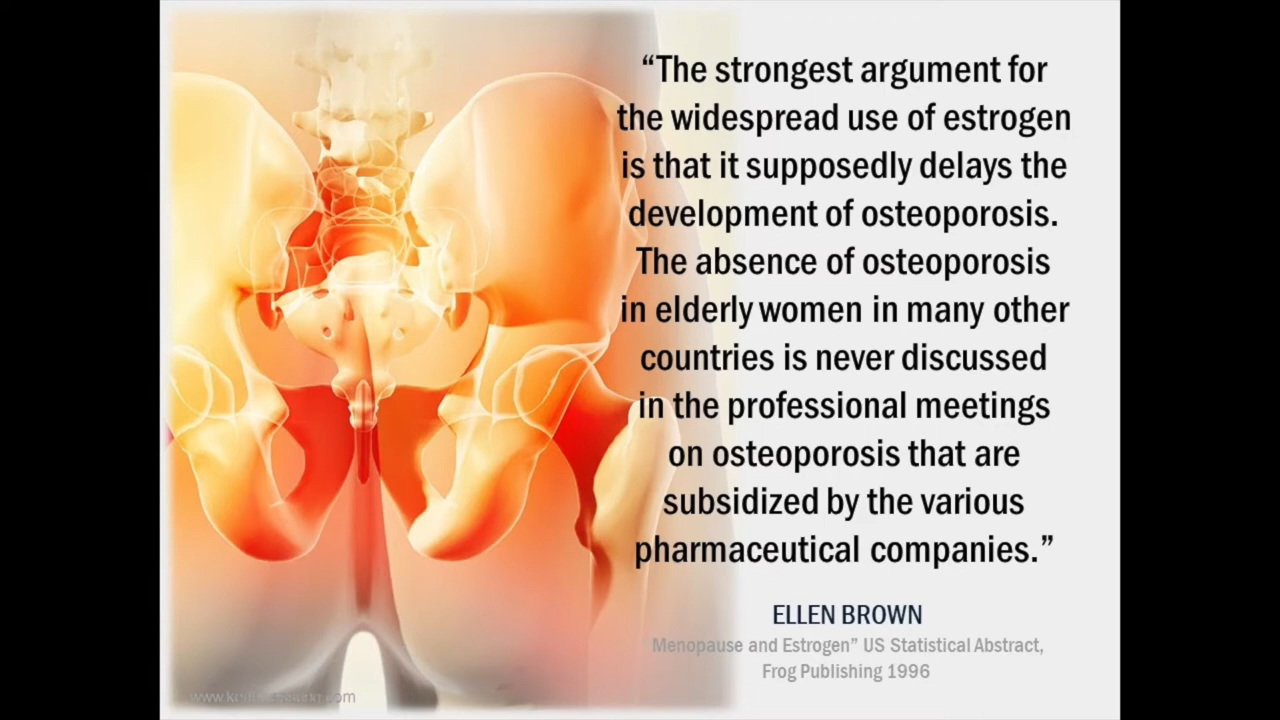 “The strongest argument for
the widespread use of estrogen
is that it supposedly delays the
development of osteoporosis.
The absence of osteoporosis
in elderly women in many other
countries is never discussed
in the professional meetings
on osteoporosis that are
subsidized by the various
pharmaceutical companies.”
ELLEN BROWN
Menopause and Estrogen” US Statistical Abstract,
Frog Publishing 1996